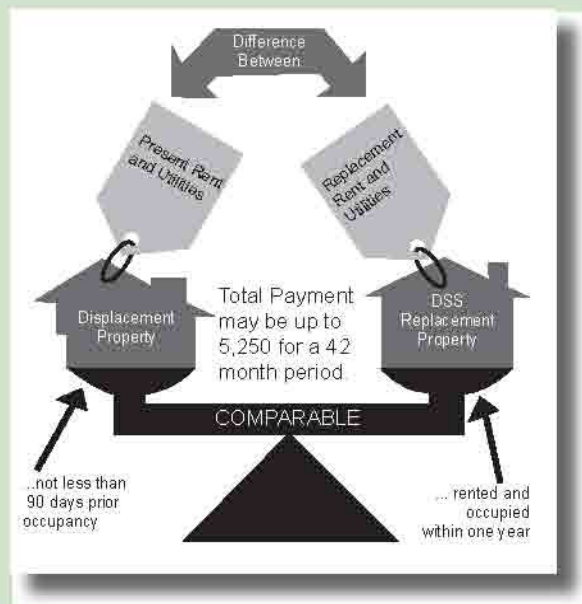 Difference
Between
Present Rent
and Utilities
Replacement
Rent and
Utilities
Displacement
Property
Total Payment
may be up to
5,250 for a 42
month period
DSS
Replacement
Property
COMPARABLE
...not less than
90 days prior
occupancy
... rented and
occupied
within one year